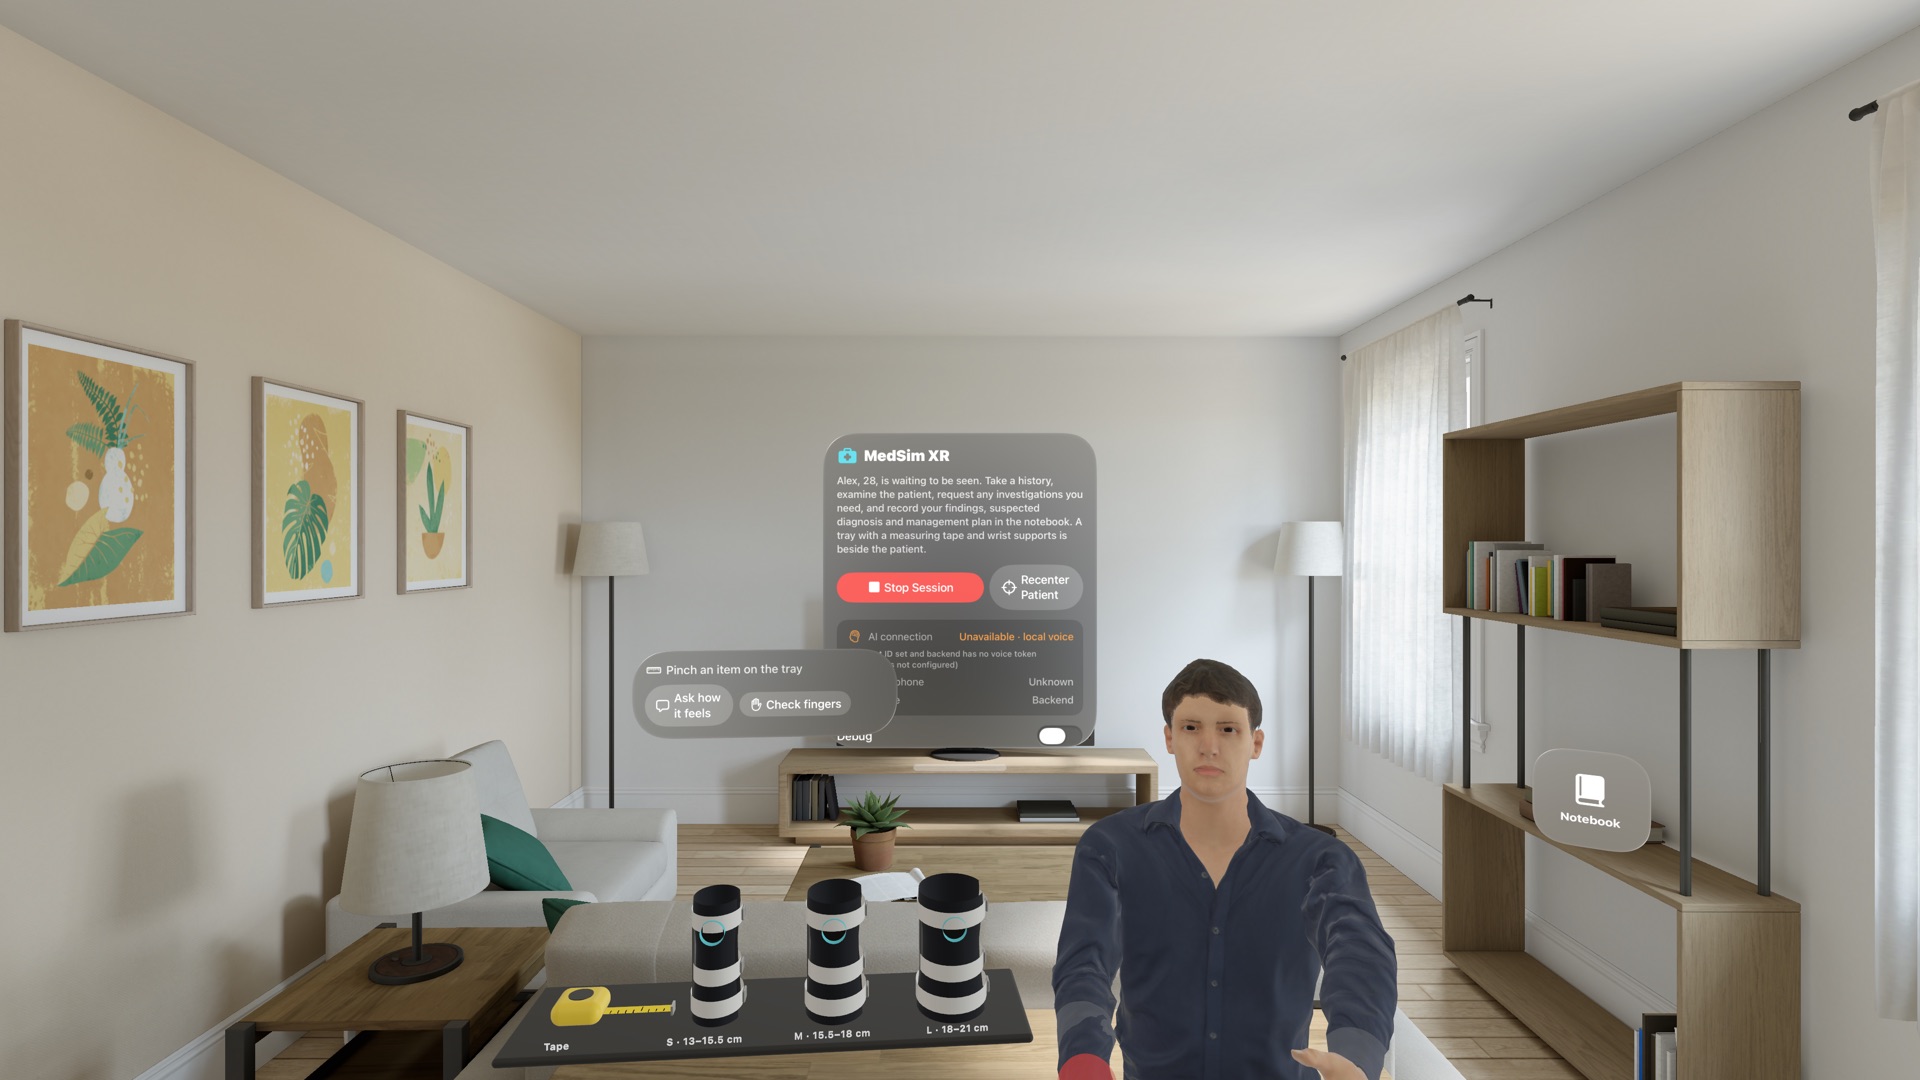 MedSim XR
Alex, 28, is waiting to be seen. Take a history,
examine the patient, request any investigations you
need, and record your findings, suspected
diagnosis and management plan in the notebook. A
tray with a measuring tape and wrist supports is
beside the patient.
Stop Session
Recenter
Patient
AI connection
Unavailable · local voice
ID set and backend has no voice token
not configured)
phone
Unknown
Backend
Debug
Pinch an item on the tray
Ask how
it feels
Check fingers
Notebook
Tape
S · 13–15.5 cm
M · 15.5–18 cm
L · 18–21 cm